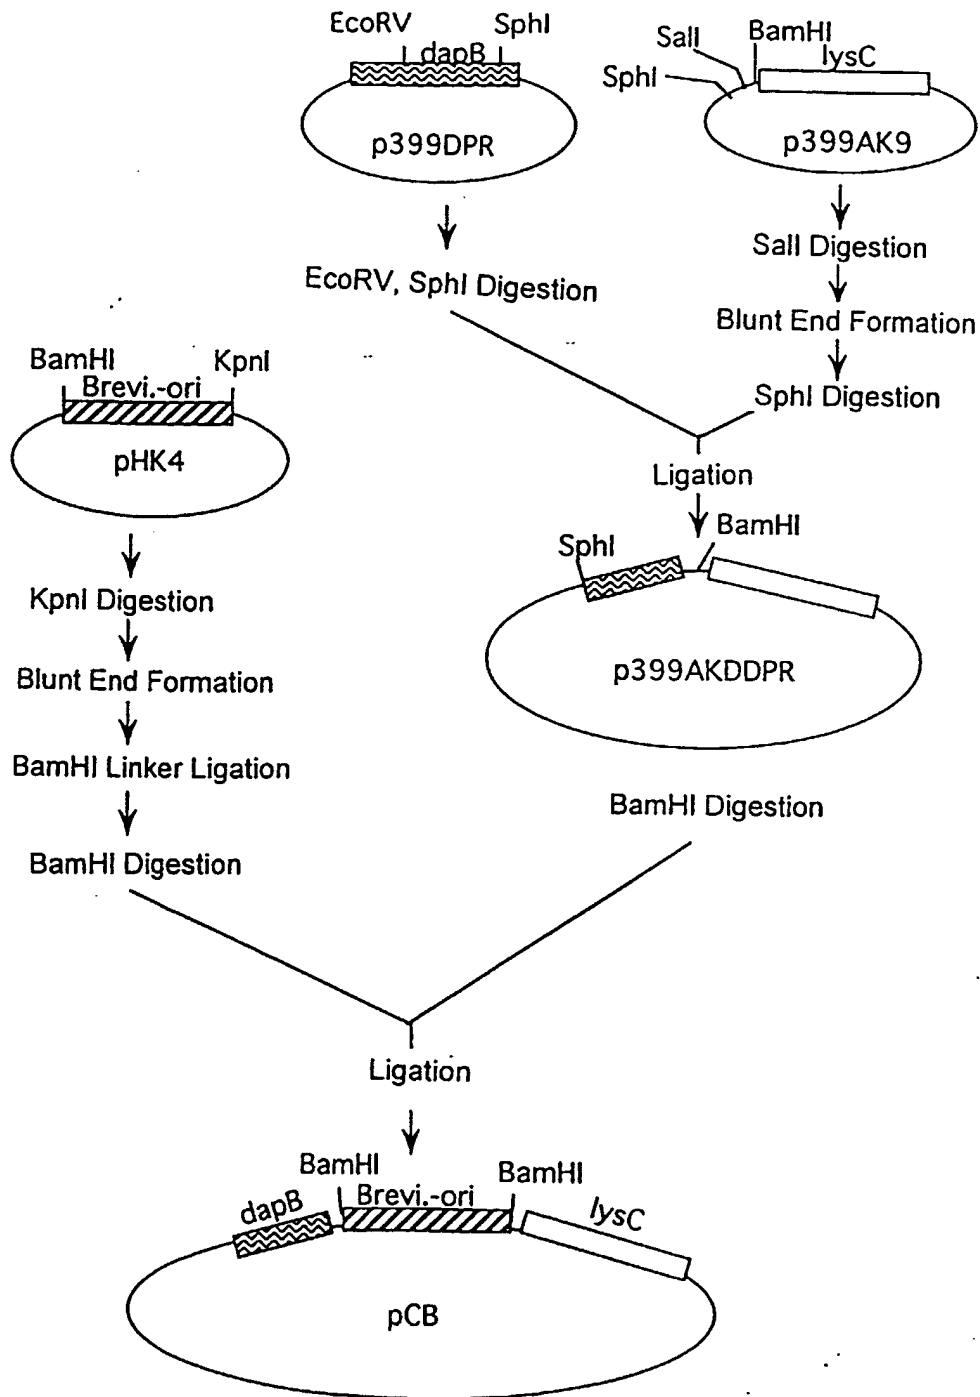 EcoRV SphI
dapB
p399DPR
SalI BamHI
lysC
SphI
p399AK9
EcoRV, SphI Digestion
SalI Digestion
Blunt End Formation
SphI Digestion
BamHI KpnI
Brevi.-ori
pHK4
KpnI Digestion
Blunt End Formation
BamHI Linker Ligation
BamHI Digestion
Ligation
SphI BamHI
p399AKDDPR
BamHI Digestion
Ligation
BamHI BamHI
dapB Brevi.-ori lysC
pCB